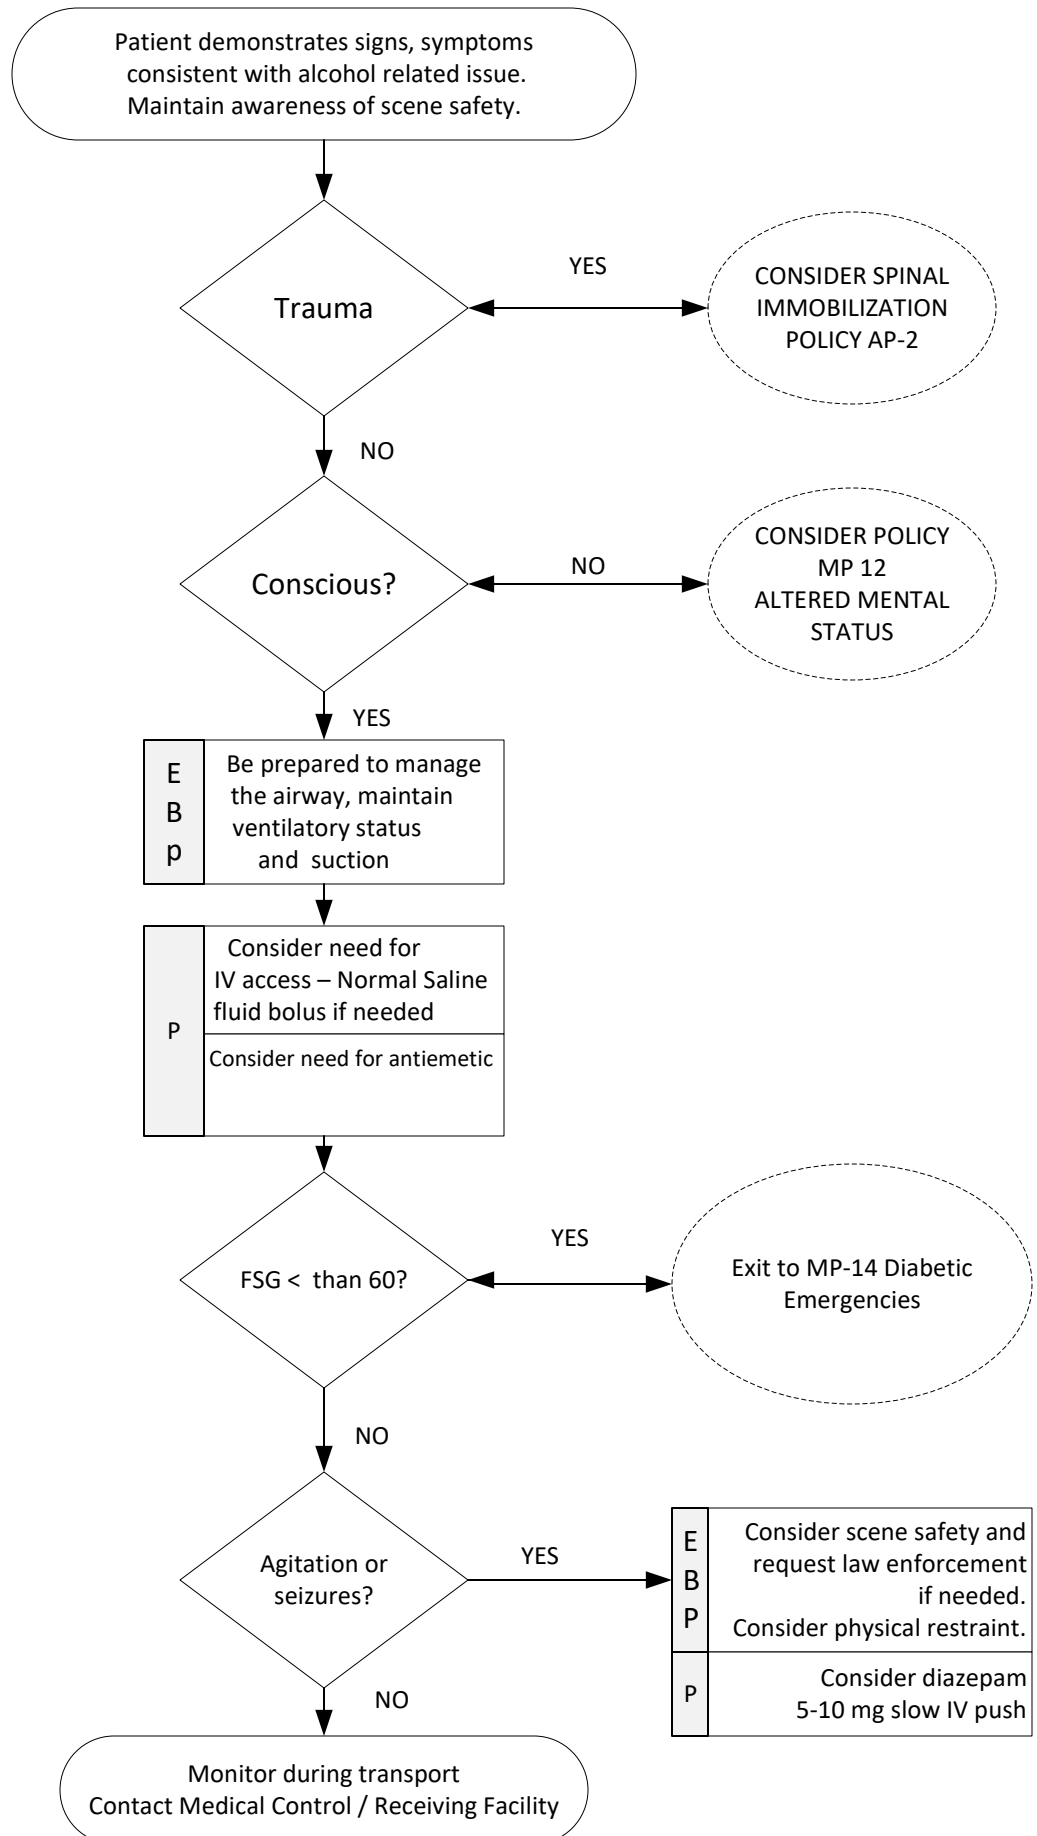 Patient demonstrates signs, symptoms
consistent with alcohol related issue.
Maintain awareness of scene safety.
Trauma
YES
CONSIDER SPINAL
IMMOBILIZATION
POLICY AP-2
NO
Conscious?
NO
CONSIDER POLICY
MP 12
ALTERED MENTAL
STATUS
YES
E
B
p
Be prepared to manage
the airway, maintain
ventilatory status
and suction
P
Consider need for
IV access – Normal Saline
fluid bolus if needed
Consider need for antiemetic
FSG < than 60?
YES
Exit to MP-14 Diabetic
Emergencies
NO
Agitation or
seizures?
YES
E
B
P
Consider scene safety and
request law enforcement
if needed.
Consider physical restraint.
P
Consider diazepam
5-10 mg slow IV push
NO
Monitor during transport
Contact Medical Control / Receiving Facility